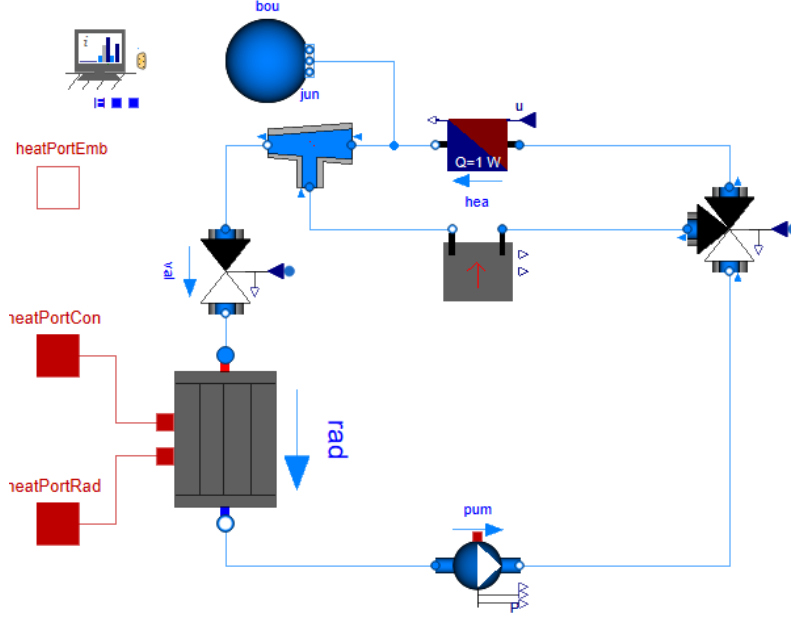 bou
i
jun
u
heatPortEmb
Q=1 W
hea
val
heatPortCon
rad
heatPortRad
pum
P